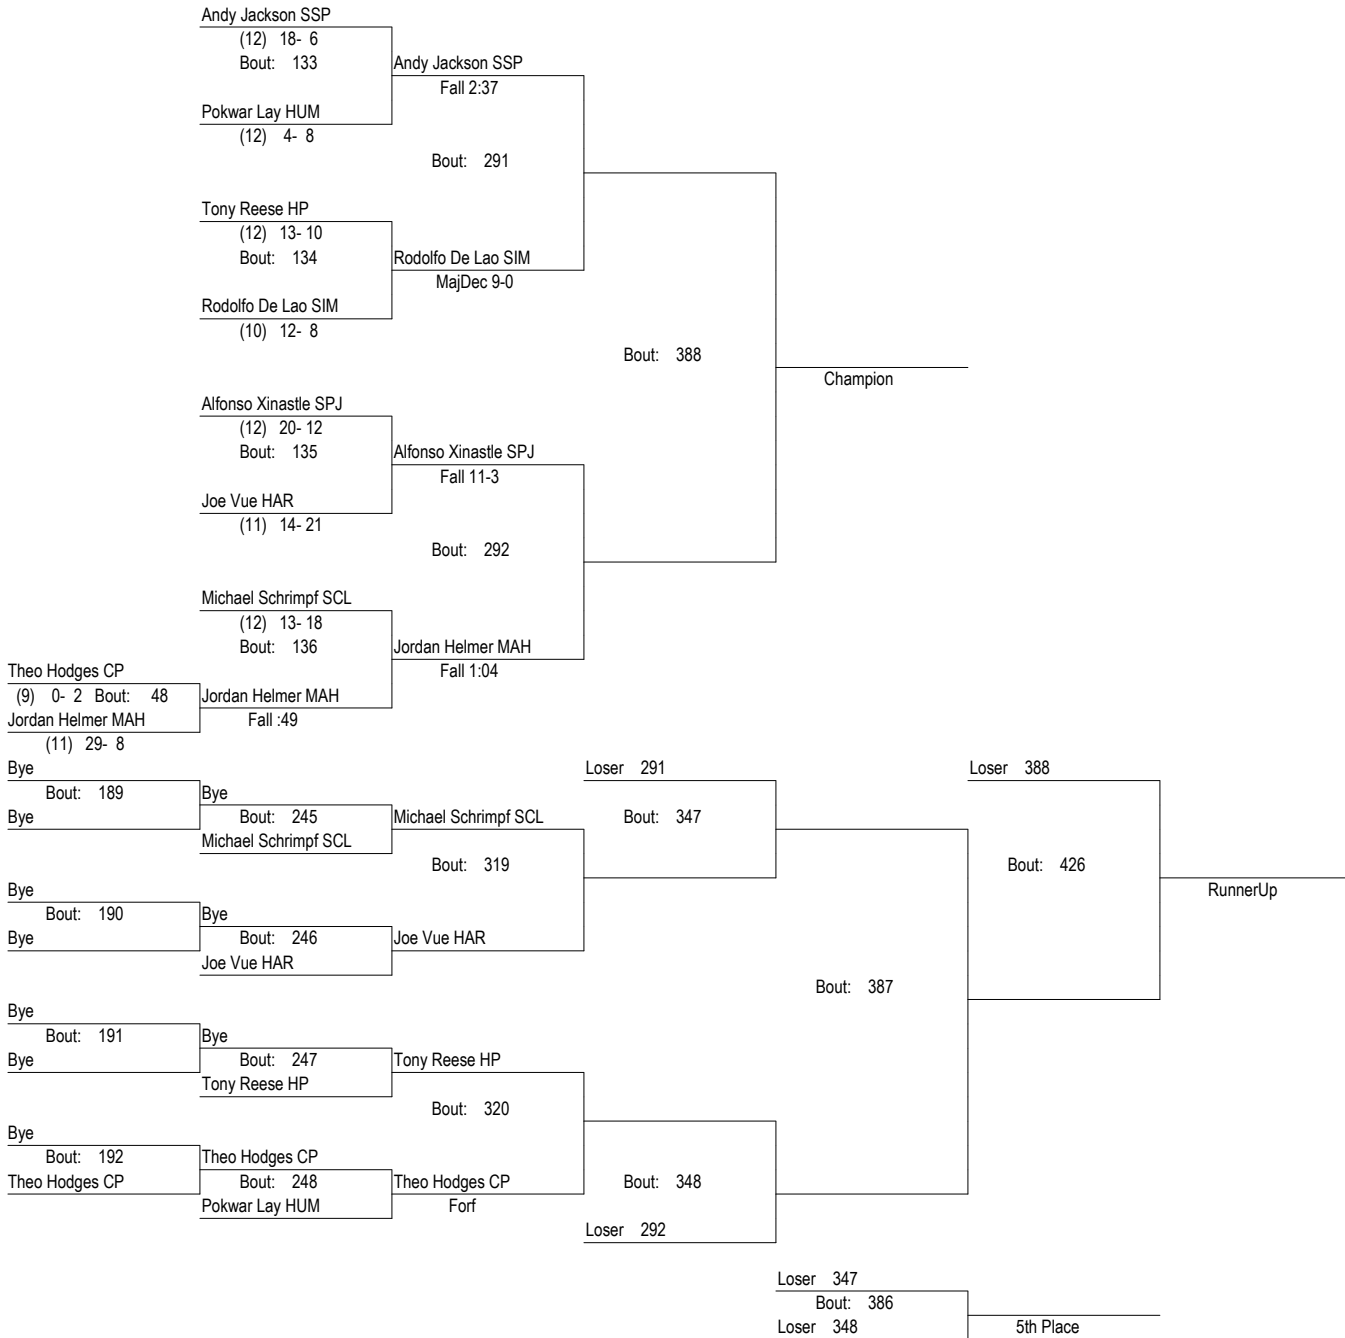 Andy Jackson SSP
(12) 18- 6
Bout: 133
Andy Jackson SSP
Fall 2:37
Pokwar Lay HUM
(12) 4- 8
Bout: 291
Tony Reese HP
(12) 13- 10
Bout: 134
Rodolfo De Lao SIM
MajDec 9-0
Rodolfo De Lao SIM
(10) 12- 8
Bout: 388
Champion
Alfonso Xinastle SPJ
(12) 20- 12
Bout: 135
Alfonso Xinastle SPJ
Fall 11-3
Joe Vue HAR
(11) 14- 21
Bout: 292
Michael Schrimpf SCL
(12) 13- 18
Bout: 136
Jordan Helmer MAH
Fall 1:04
Theo Hodges CP
(9) 0- 2 Bout: 48
Jordan Helmer MAH
Fall :49
Jordan Helmer MAH
(11) 29- 8
Bye
Bout: 189
Bye
Bye
Bout: 245
Michael Schrimpf SCL
Michael Schrimpf SCL
Bout: 319
Loser 291
Bout: 347
Loser 388
Bout: 426
RunnerUp
Bye
Bout: 190
Bye
Bye
Bout: 246
Joe Vue HAR
Joe Vue HAR
Bout: 387
Bye
Bout: 191
Bye
Bye
Bout: 247
Tony Reese HP
Tony Reese HP
Bout: 320
Bye
Bout: 192
Theo Hodges CP
Theo Hodges CP
Bout: 248
Pokwar Lay HUM
Theo Hodges CP
Forf
Bout: 348
Loser 292
Loser 347
Bout: 386
Loser 348
5th Place